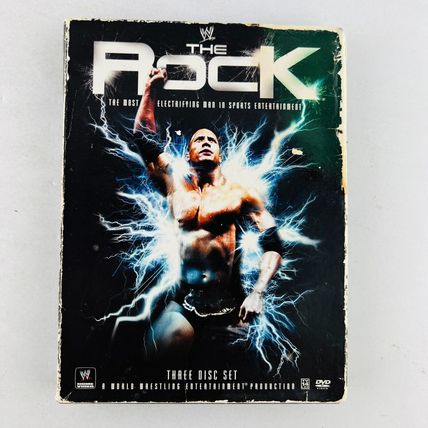 W
THE
ROCK
THE MOST ELECTRIFYING MAN IN SPORTS ENTERTAINMENT
THREE DISC SET
A WORLD WRESTLING ENTERTAINMENT PRODUCTION
DVD